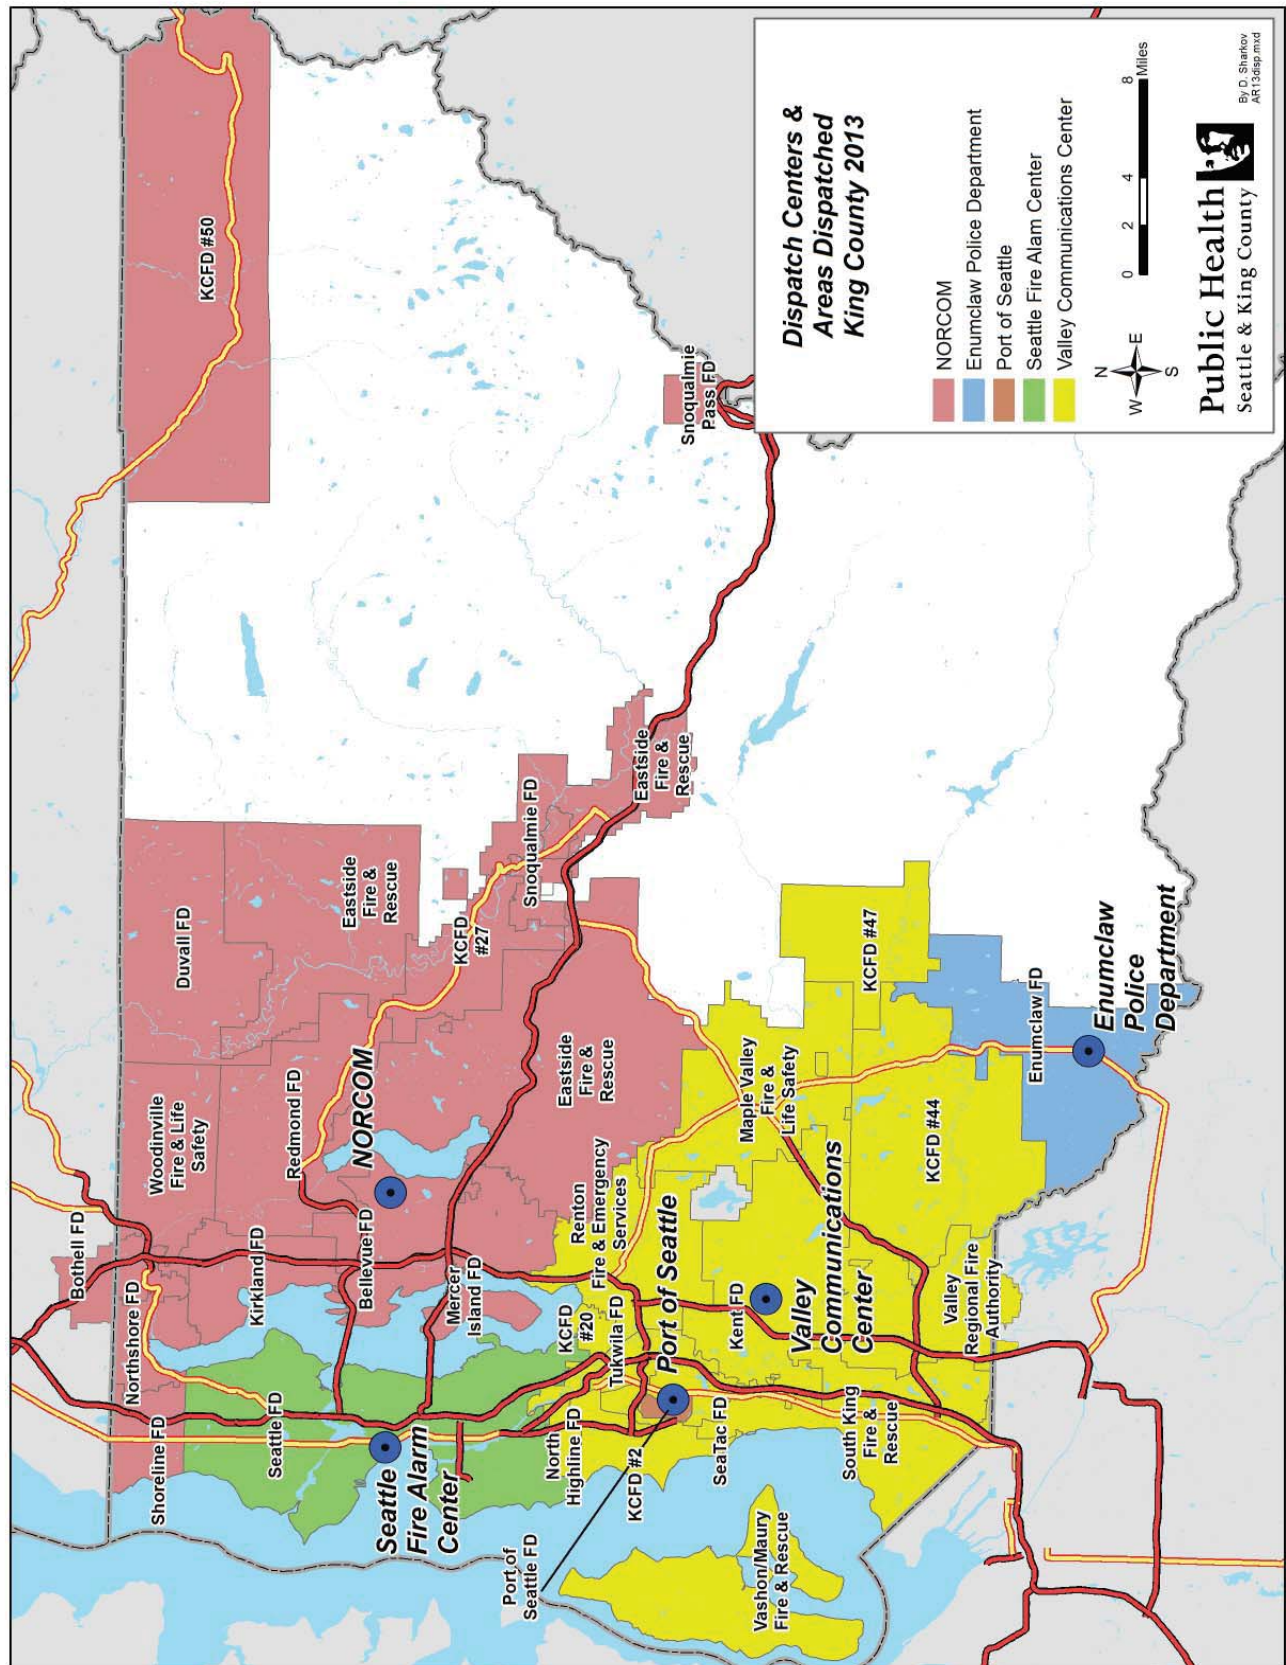 Dispatch Centers &
Areas Dispatched
King County 2013
NORCOM
Enumclaw Police Department
Port of Seattle
Seattle Fire Alam Center
Valley Communications Center
N
W
E
S
0
2
4
8
Miles
Public Health
Seattle & King County
By D. Sharkov
AR13disp.mxd
KCFD #50
Bothell FD
Northshore FD
Shoreline FD
Woodinville
Fire & Life
Safety
Duvall FD
Kirkland FD
Redmond FD
Seattle FD
Bellevue FD
NORCOM
Eastside
Fire &
Rescue
Seattle
Fire Alarm
Center
Mercer
Island FD
KCFD
#27
Snoqualmie FD
Snoqualmie
Pass FD
Eastside
Fire &
Rescue
Eastside
Fire &
Rescue
Port of
Seattle FD
North
Highline FD
KCFD
#20
Renton
Fire & Emergency
Services
Tukwila FD
KCFD #2
Port of Seattle
SeaTac FD
Kent FD
Maple Valley
Fire &
Life Safety
Valley
Communications
Center
Vashon/Maury
Fire & Rescue
South King
Fire &
Rescue
KCFD #47
KCFD #44
Valley
Regional Fire
Authority
Enumclaw FD
Enumclaw
Police
Department